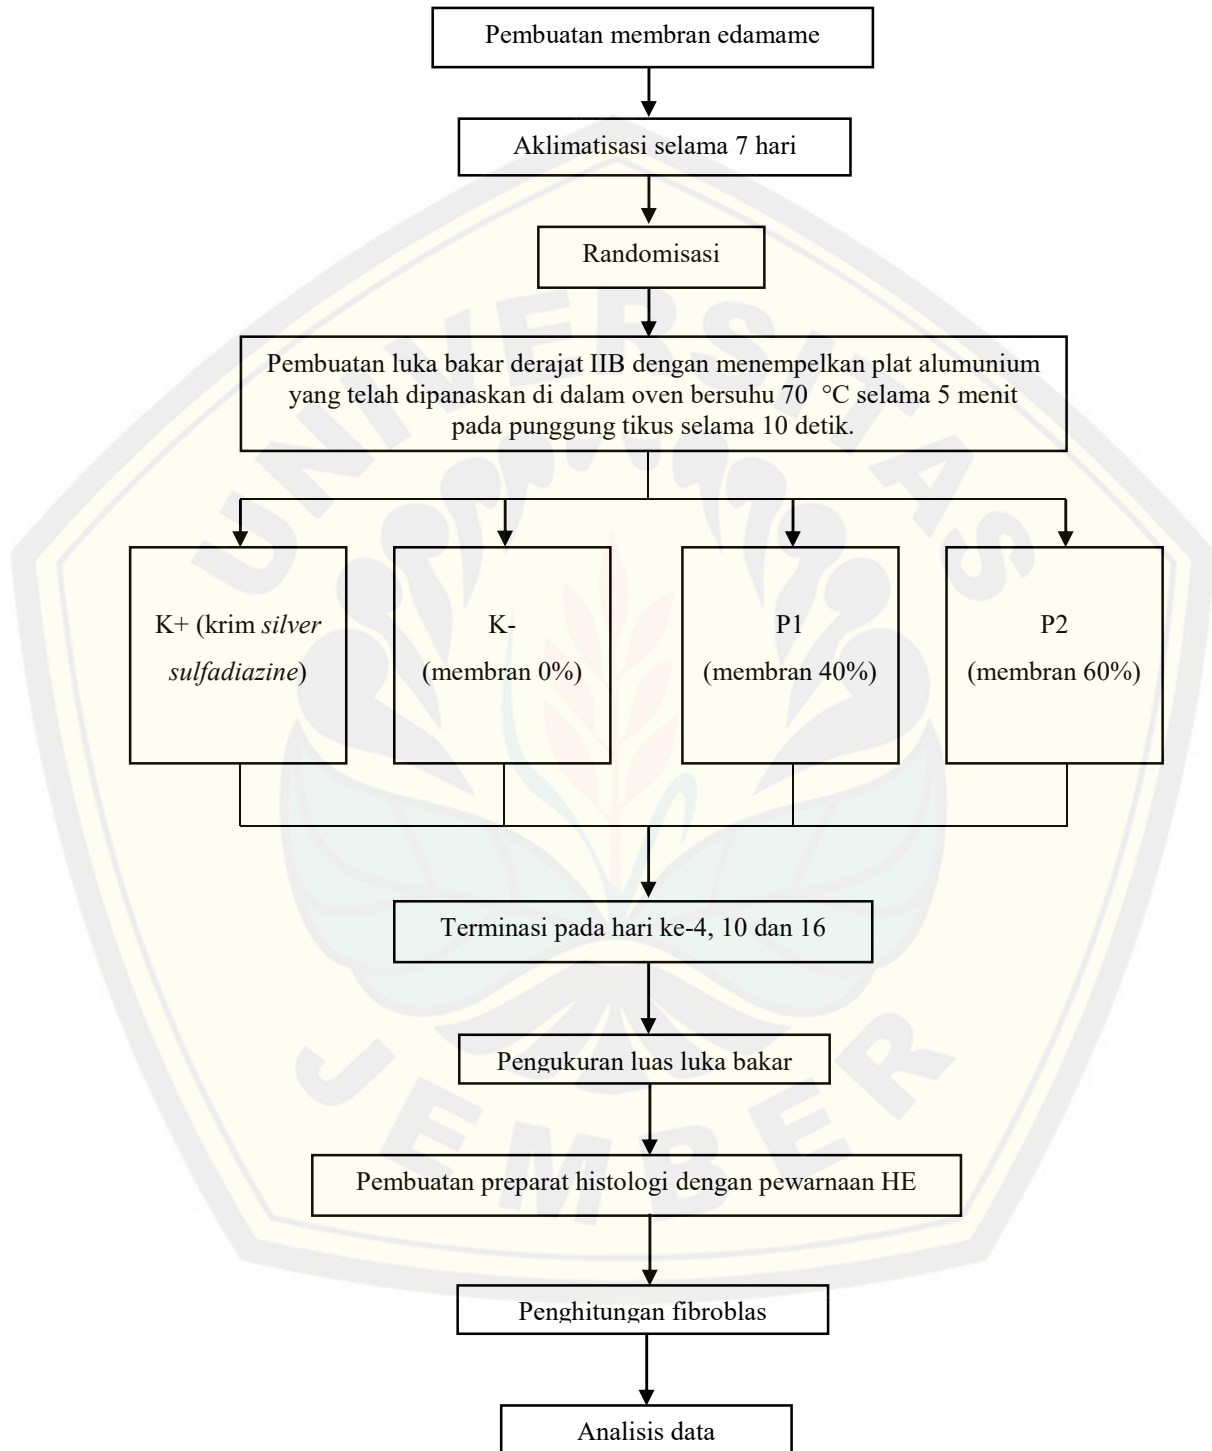 Pembuatan membran edamame
Aklimatisasi selama 7 hari
Randomisasi
Pembuatan luka bakar derajat IIB dengan menempelkan plat alumunium
yang telah dipanaskan di dalam oven bersuhu 70 °C selama 5 menit
pada punggung tikus selama 10 detik.
K+ (krim silver
sulfadiazine)
K-
(membran 0%)
P1
(membran 40%)
P2
(membran 60%)
Terminasi pada hari ke-4, 10 dan 16
Pengukuran luas luka bakar
Pembuatan preparat histologi dengan pewarnaan HE
Penghitungan fibroblas
Analisis data
UNIVERSITAS
JEMBER